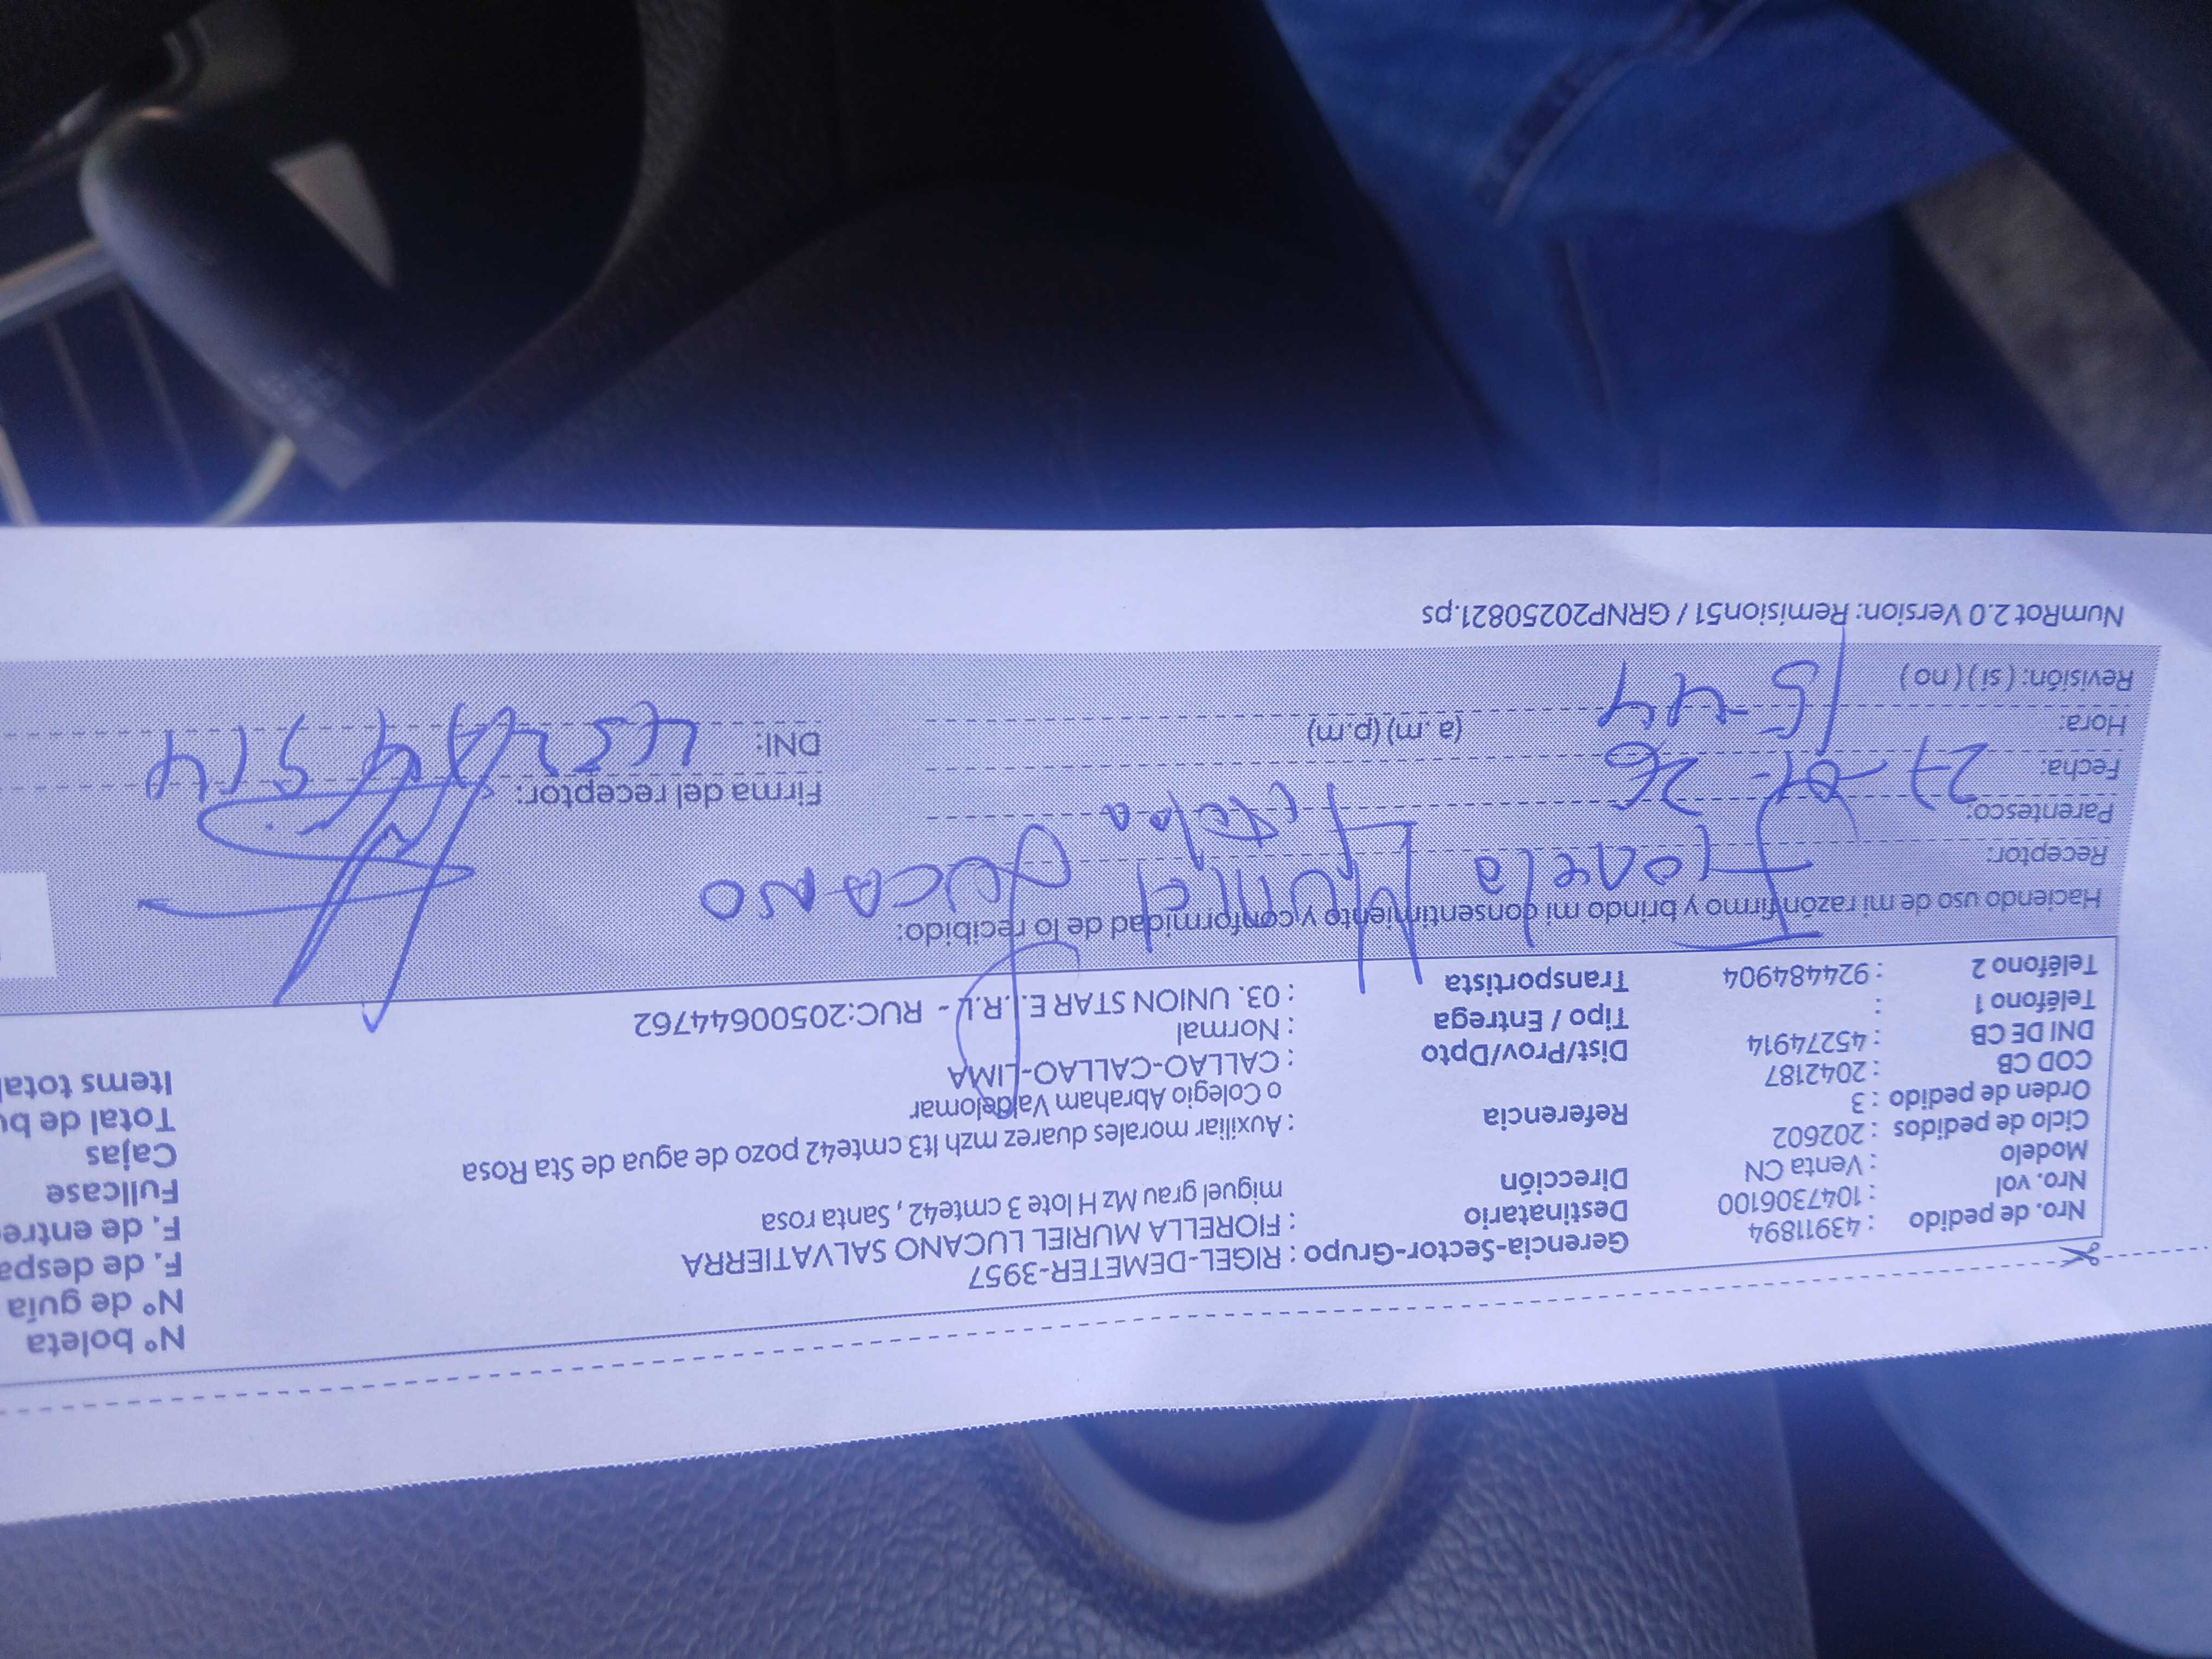 Nº boleta
Nº de guía
F. de despa
F. de entre
Fullcase
Cajas
Total de bu
Items total
Nro. de pedido : 43911894
Nro. vol : 1047306100
Modelo : Venta CN
Ciclo de pedidos : 202602
Orden de pedido : 3
COD CB : 2042187
DNI DE CB : 45274914
Teléfono 1 :
Teléfono 2 : 924484904
Gerencia-Sector-Grupo : RIGEL-DEMETER-3957
Destinatario : FIORELLA MURIEL LUCANO SALVATIERRA
Dirección miguel grau Mz H lote 3 cmte42 , Santa rosa
: Auxiliar morales duarez mzh lt3 cmte42 pozo de agua de Sta Rosa
Referencia o Colegio Abraham Valdelomar
Dist/Prov/Dpto : CALLAO-CALLAO-LIMA
Tipo / Entrega : Normal
Transportista : 03. UNION STAR E.I.R.L - RUC:20500644762
Haciendo uso de mi razón firmo y brindo mi consentimiento y conformidad de lo recibido:
Receptor: Fiorela Muriel Lucano
Parentesco: Titular
Fecha: 27-01-26
Hora: 15-44 (a. m) (p.m)
Revisión: ( si ) ( no )
Firma del receptor:
DNI: 45274914
NumRot 2.0 Version: Remision51 / GRNP20250821.ps